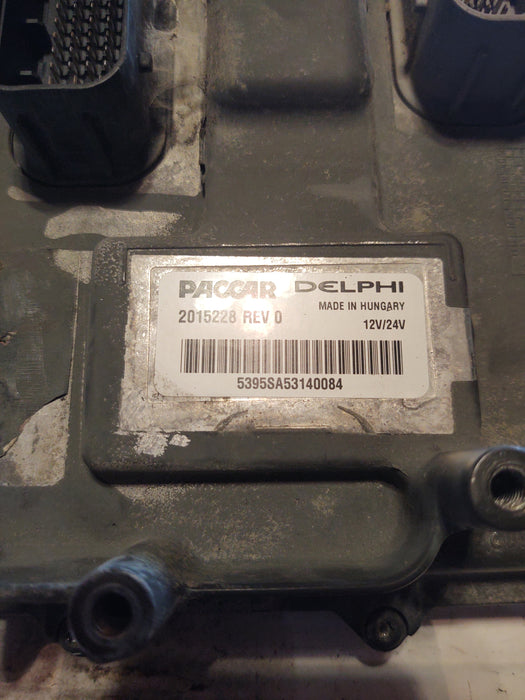 PACCAR DELPHI
MADE IN HUNGARY
2015228 REV 0
12V/24V
5395SA53140084